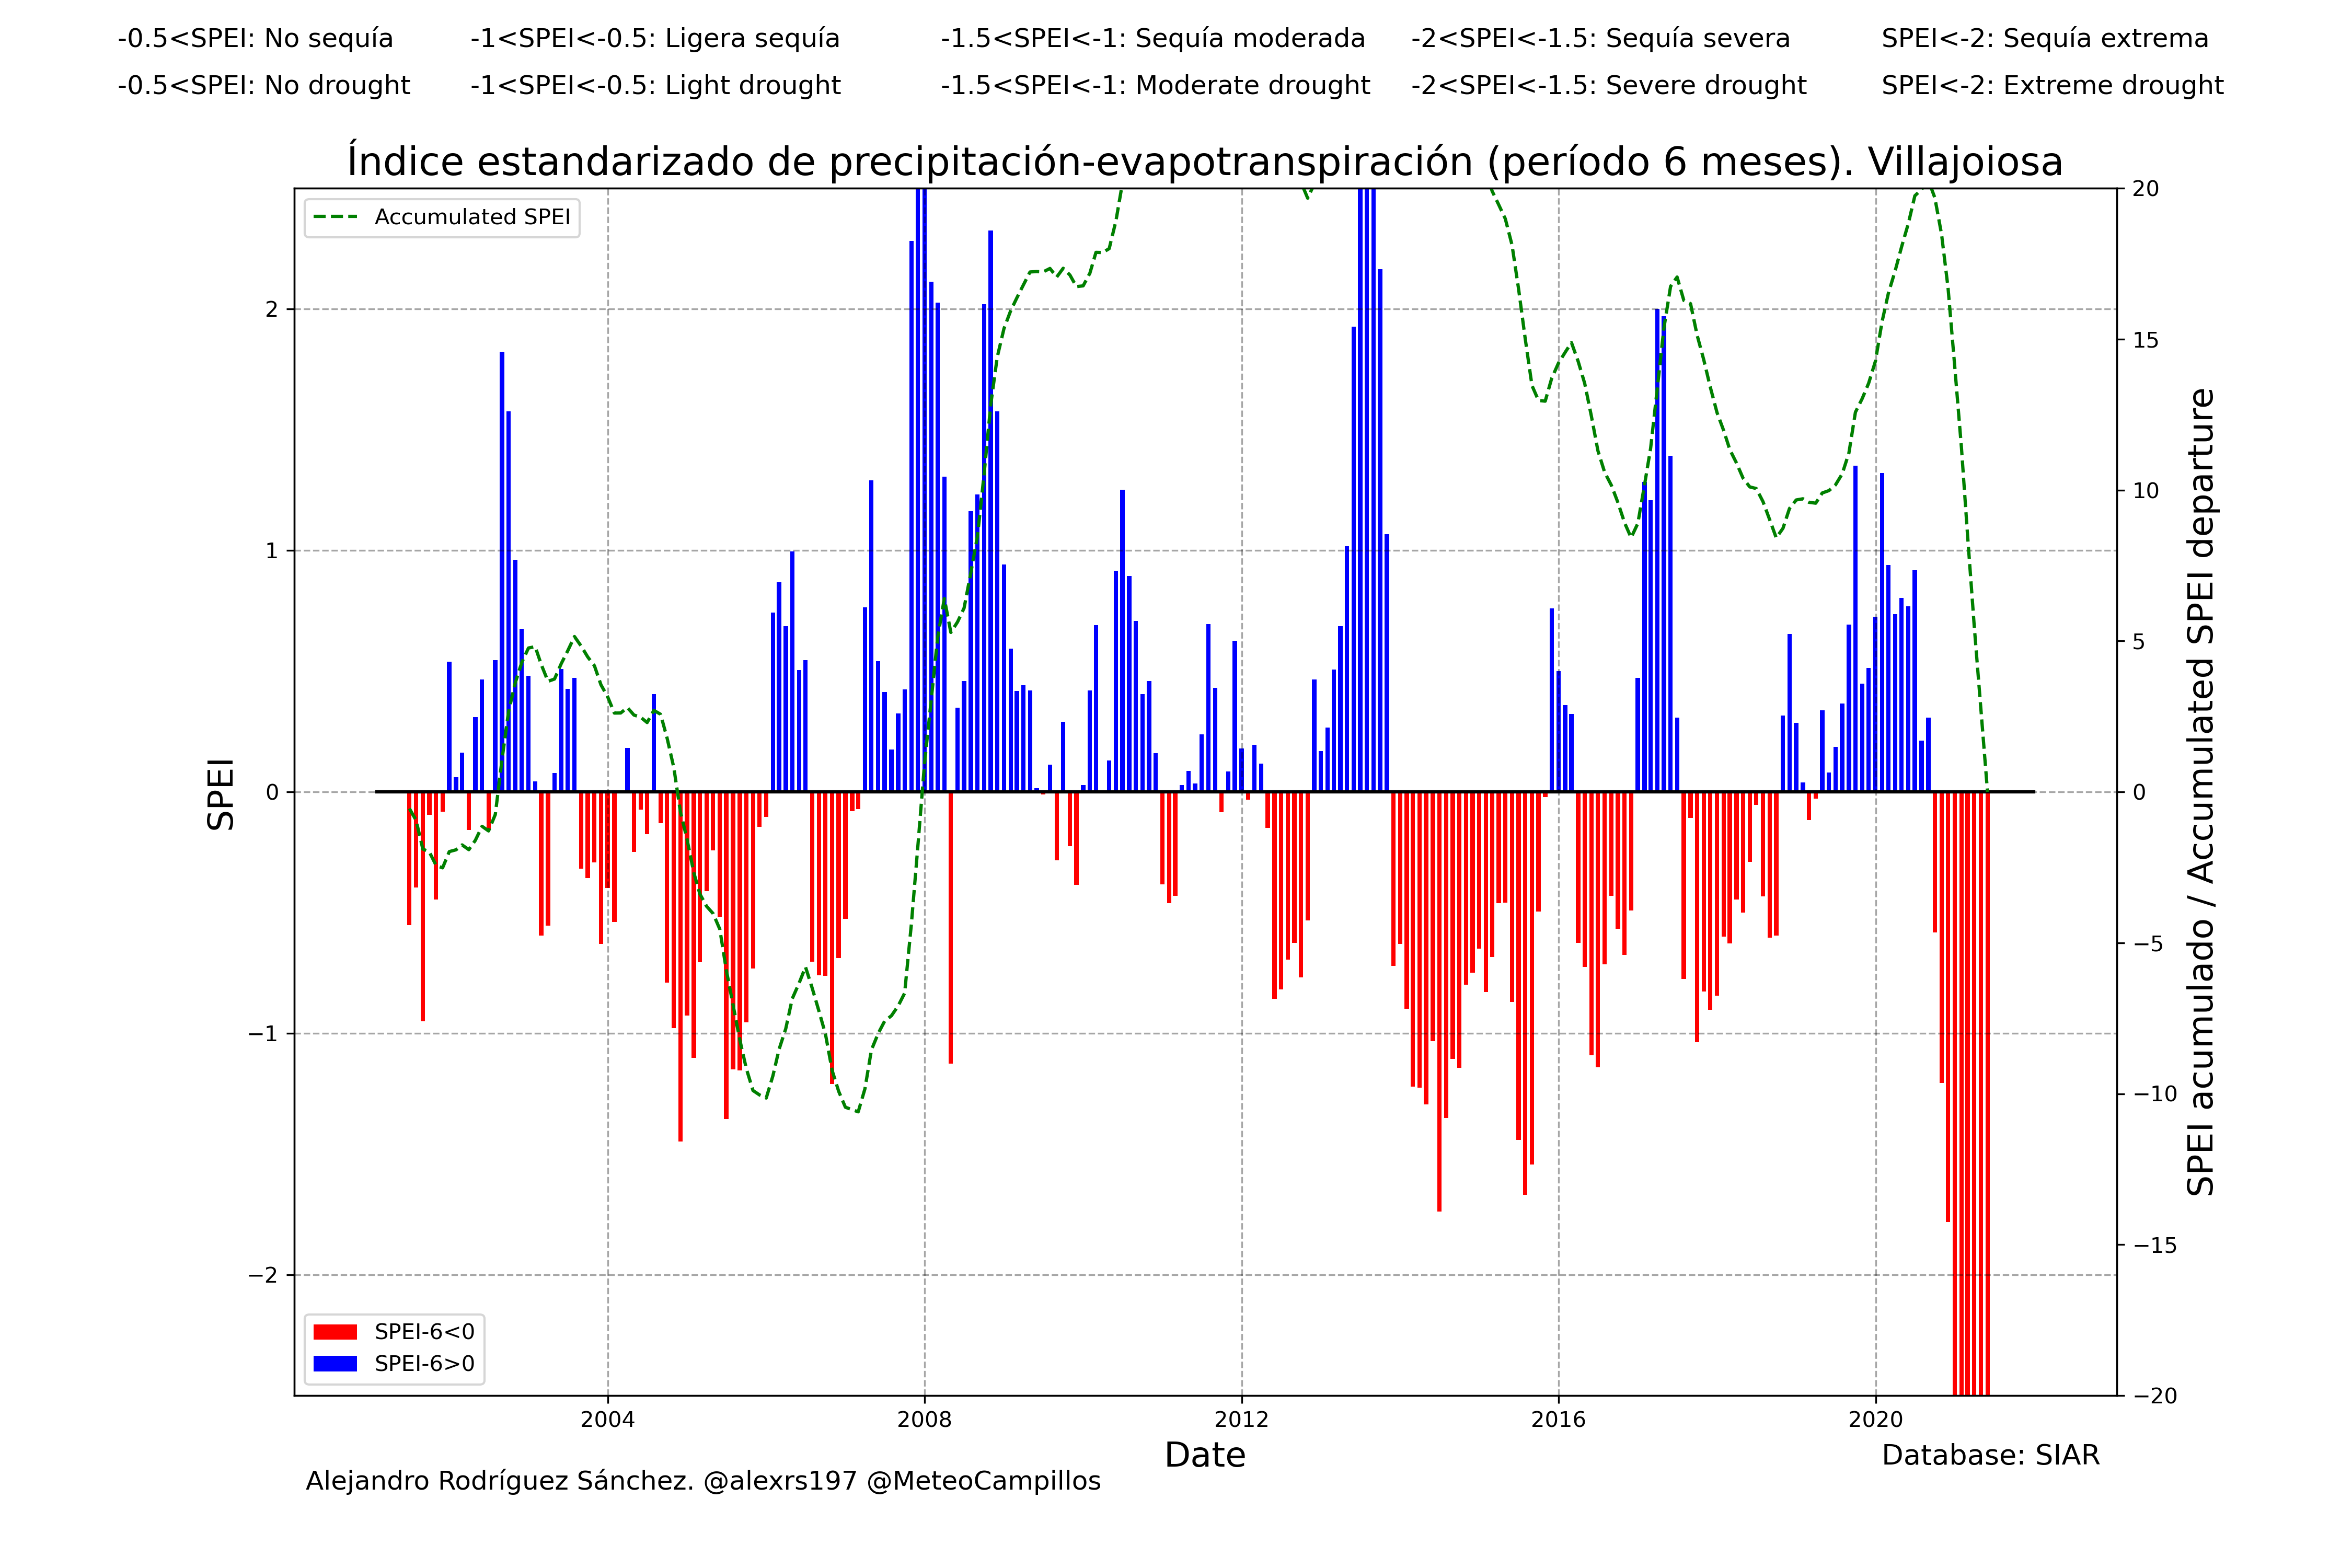 -0.5<SPEI: No sequía -1<SPEI<-0.5: Ligera sequía -1.5<SPEI<-1: Sequía moderada -2<SPEI<-1.5: Sequía severa SPEI<-2: Sequía extrema
-0.5<SPEI: No drought -1<SPEI<-0.5: Light drought -1.5<SPEI<-1: Moderate drought -2<SPEI<-1.5: Severe drought SPEI<-2: Extreme drought
Índice estandarizado de precipitación-evapotranspiración (período 6 meses). Villajoiosa
Accumulated SPEI
SPEI
2
1
0
−1
−2
20
15
10
5
0
−5
−10
−15
−20
SPEI acumulado / Accumulated SPEI departure
SPEI-6<0
SPEI-6>0
2004 2008 2012 2016 2020
Date
Database: SIAR
Alejandro Rodríguez Sánchez. @alexrs197 @MeteoCampillos